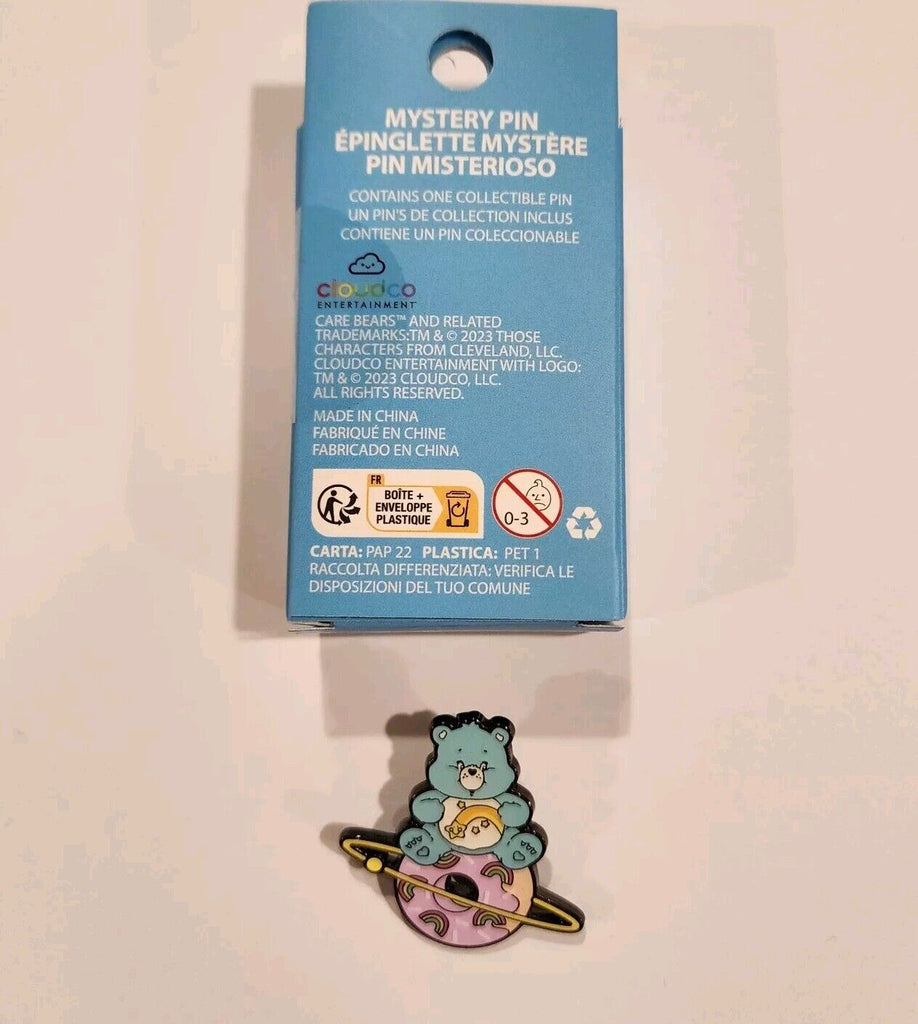 MYSTERY PIN
ÉPINGLETTE MYSTÈRE
PIN MISTERIOSO
CONTAINS ONE COLLECTIBLE PIN
UN PIN'S DE COLLECTION INCLUS
CONTIENE UN PIN COLECCIONABLE
cloudco
ENTERTAINMENT™
CARE BEARS™ AND RELATED
TRADEMARKS:TM & © 2023 THOSE
CHARACTERS FROM CLEVELAND, LLC.
CLOUDCO ENTERTAINMENT WITH LOGO:
TM & © 2023 CLOUDCO, LLC.
ALL RIGHTS RESERVED.
MADE IN CHINA
FABRIQUÉ EN CHINE
FABRICADO EN CHINA
FR
BOÎTE +
ENVELOPPE
PLASTIQUE
0-3
CARTA: PAP 22 PLASTICA: PET 1
RACCOLTA DIFFERENZIATA: VERIFICA LE
DISPOSIZIONI DEL TUO COMUNE